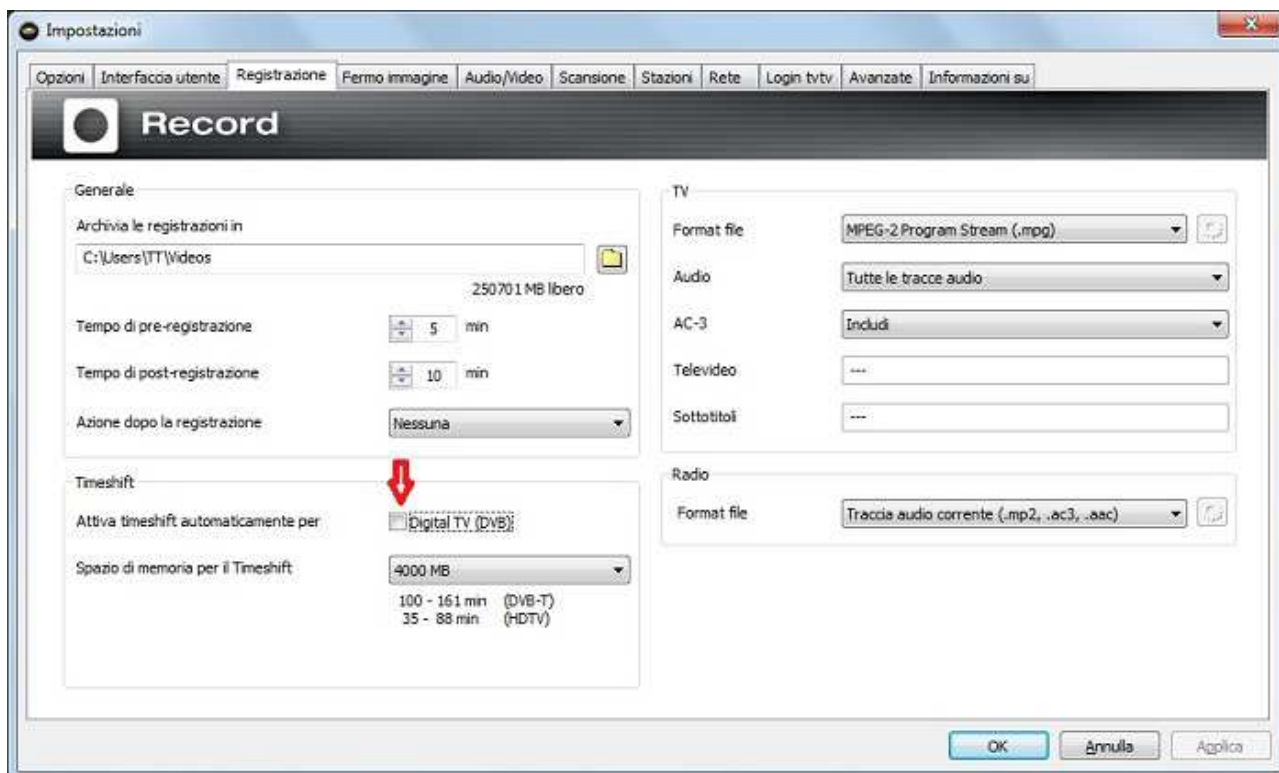 Impostazioni
Opzioni Interfaccia utente Registrazione Fermo immagine Audio/Video Scansione Stazioni Rete Login tvtv Avanzate Informazioni su
Record
Generale
Archivia le registrazioni in
C:\Users\TT\Videos
250701 MB libero
Tempo di pre-registrazione 5 min
Tempo di post-registrazione 10 min
Azione dopo la registrazione Nessuna
Timeshift
Attiva timeshift automaticamente per Digital TV (DVB)
Spazio di memoria per il Timeshift 4000 MB
100 - 161 min (DVB-T)
35 - 88 min (HDTV)
TV
Format file MPEG-2 Program Stream (.mpg)
Audio Tutte le tracce audio
AC-3 Includi
Televideo ---
Sottotitoli ---
Radio
Format file Traccia audio corrente (.mp2, .ac3, .aac)
OK Annulla Applica